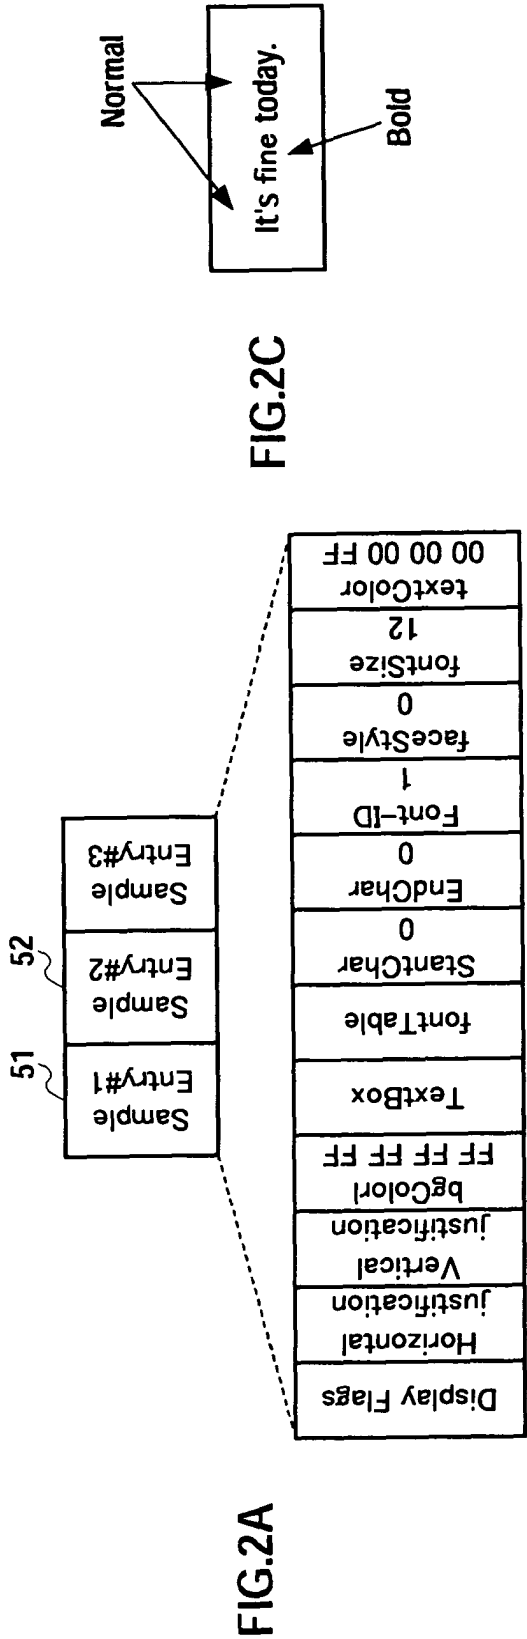 FIG.2A
51
52
Sample
Entry#1
Sample
Entry#2
Sample
Entry#3
Display Flags
Horizontal
justification
Vertical
justification
bgColorl
FF FF FF FF
TextBox
fontTable
StantChar
0
EndChar
0
Font-ID
1
faceStyle
0
fontSize
12
textColor
00 00 00 FF
FIG.2C
Normal
It's fine today.
Bold